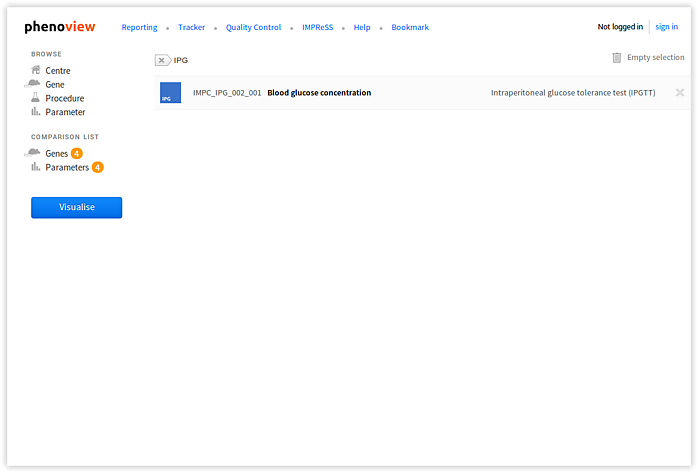 phenoview Reporting • Tracker • Quality Control • IMPReSS • Help • Bookmark Not logged in sign in
BROWSE
Centre
Gene
Procedure
Parameter
COMPARISON LIST
Genes 4
Parameters 4
Visualise
IPG
Empty selection
IPG IMPC_IPG_002_001 Blood glucose concentration Intraperitoneal glucose tolerance test (IPGTT)